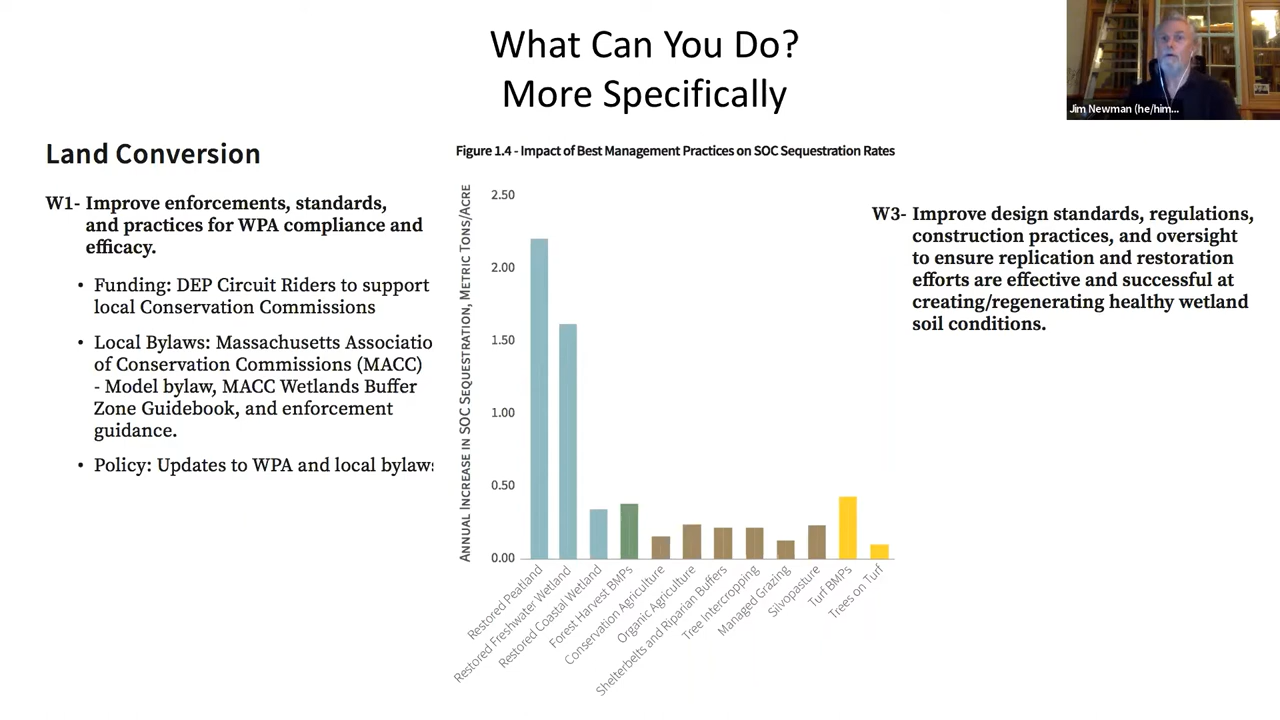 What Can You Do?
More Specifically
Jim Newman (he/him...
Land Conversion
W1- Improve enforcements, standards,
and practices for WPA compliance and
efficacy.
• Funding: DEP Circuit Riders to support
local Conservation Commissions
• Local Bylaws: Massachusetts Associatio
of Conservation Commissions (MACC)
- Model bylaw, MACC Wetlands Buffer
Zone Guidebook, and enforcement
guidance.
• Policy: Updates to WPA and local bylaws
Figure 1.4 - Impact of Best Management Practices on SOC Sequestration Rates
Annual Increase in SOC Sequestration, Metric Tons/Acre
2.50
2.00
1.50
1.00
0.50
0.00
Restored Peatland
Restored Freshwater Wetland
Restored Coastal Wetland
Forest Harvest BMPs
Conservation Agriculture
Organic Agriculture
Shelterbelts and Riparian Buffers
Tree Intercropping
Managed Grazing
Silvopasture
Turf BMPs
Trees on Turf
W3- Improve design standards, regulations,
construction practices, and oversight
to ensure replication and restoration
efforts are effective and successful at
creating/regenerating healthy wetland
soil conditions.